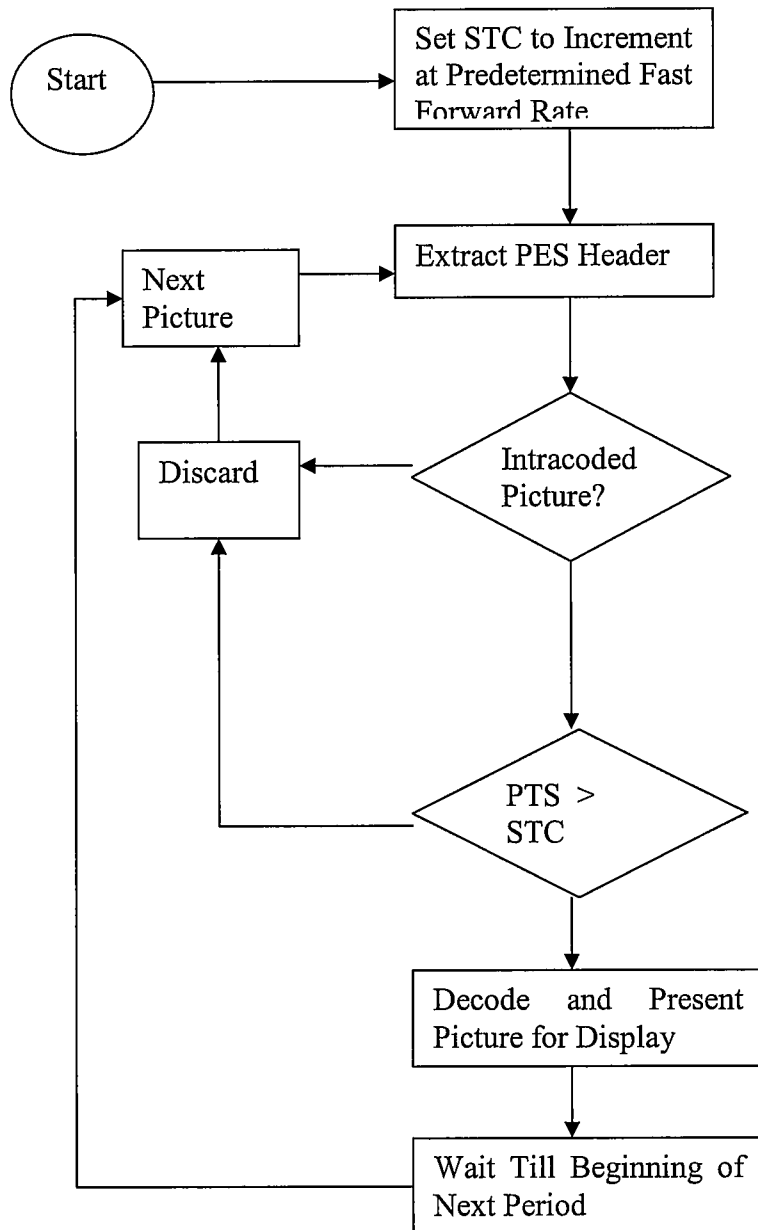 Start
Set STC to Increment
at Predetermined Fast
Forward Rate
Next
Picture
Extract PES Header
Discard
Intracoded
Picture?
PTS >
STC
Decode and Present
Picture for Display
Wait Till Beginning of
Next Period